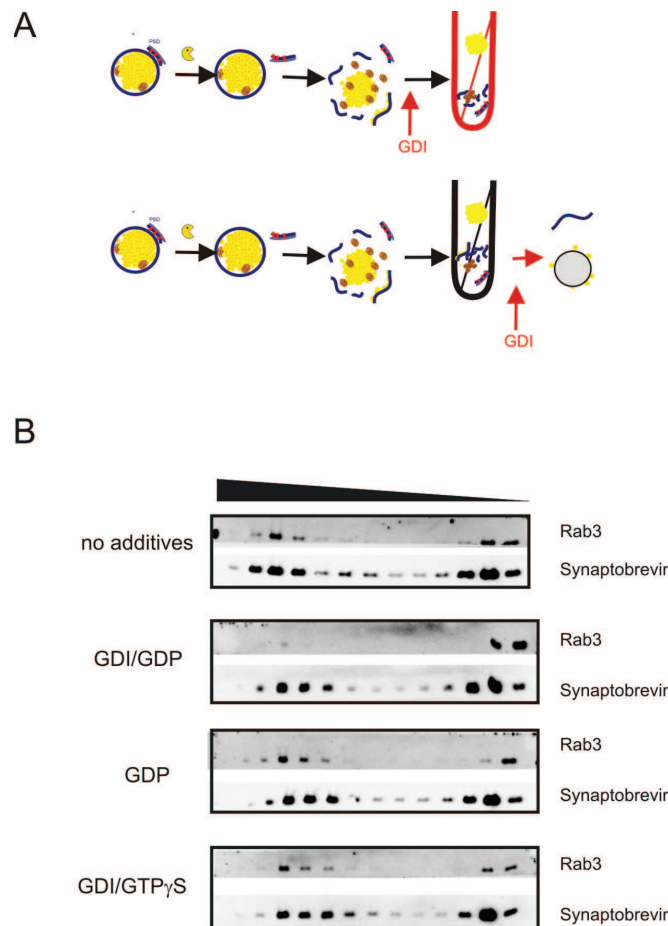 A
PSD
GDI
PSD
GDI
B
no additives
Rab3
Synaptobrevin
GDI/GDP
Rab3
Synaptobrevin
GDP
Rab3
Synaptobrevin
GDI/GTPγS
Rab3
Synaptobrevin